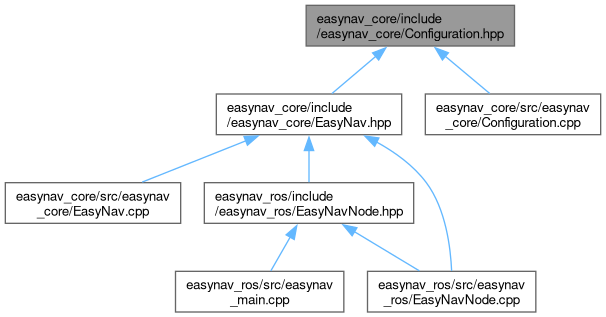 easynav_core/include
/easynav_core/Configuration.hpp
easynav_core/include
/easynav_core/EasyNav.hpp
easynav_core/src/easynav
_core/Configuration.cpp
easynav_core/src/easynav
_core/EasyNav.cpp
easynav_ros/include
/easynav_ros/EasyNavNode.hpp
easynav_ros/src/easynav
_main.cpp
easynav_ros/src/easynav
_ros/EasyNavNode.cpp